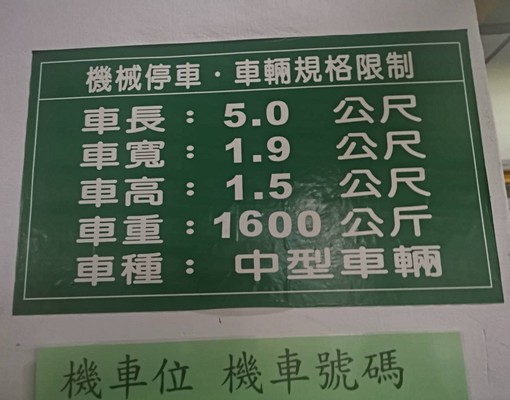 機械停車·車輛規格限制
車長：5.0 公尺
車寬：1.9 公尺
車高：1.5 公尺
車重：1600 公斤
車種：中型車輛
機車位 機車號碼